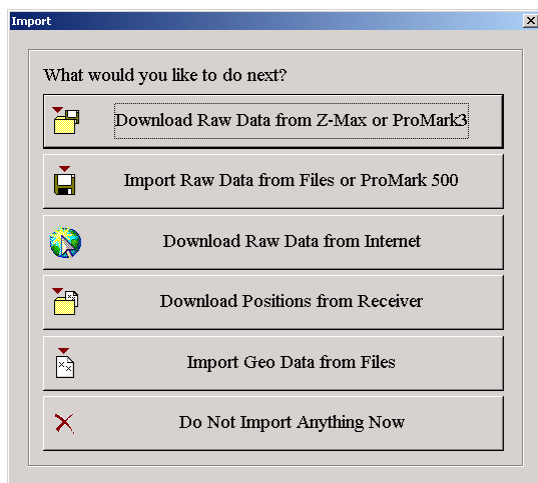 Import
What would you like to do next?
Download Raw Data from Z-Max or ProMark3
Import Raw Data from Files or ProMark 500
Download Raw Data from Internet
Download Positions from Receiver
Import Geo Data from Files
Do Not Import Anything Now